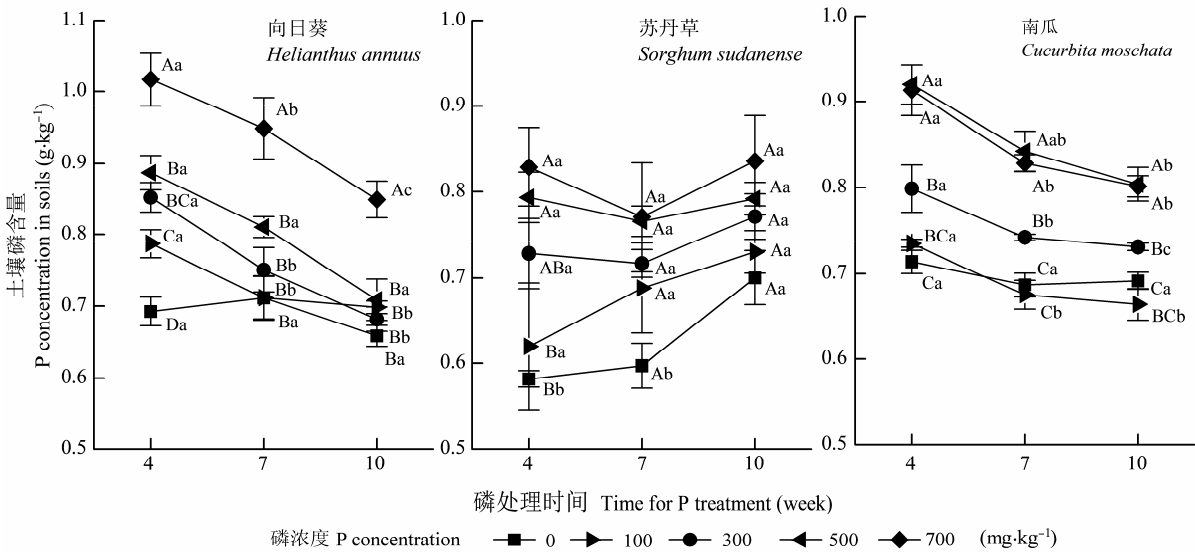 土壤磷含量
P concentration in soils (g·kg⁻¹)
向日葵
Helianthus annuus
1.1
1.0
0.9
0.8
0.7
0.6
0.5
Aa
Ab
Ac
Ba
BCa
Ca
Da
Ba
Bb
Bb
Ba
Ba
Bb
Bb
Ba
4
7
10
苏丹草
Sorghum sudanense
1.0
0.9
0.8
0.7
0.6
0.5
Aa
Aa
ABa
Ba
Bb
Aa
Aa
Aa
Aa
Ab
Aa
Aa
Aa
Aa
Aa
4
7
10
南瓜
Cucurbita moschata
1.0
0.9
0.8
0.7
0.6
0.5
Aa
Aa
Ba
BCa
Ca
Aab
Ab
Bb
Ca
Cb
Ab
Ab
Bc
Ca
BCb
4
7
10
磷处理时间 Time for P treatment (week)
磷浓度 P concentration 0 100 300 500 700 (mg·kg⁻¹)